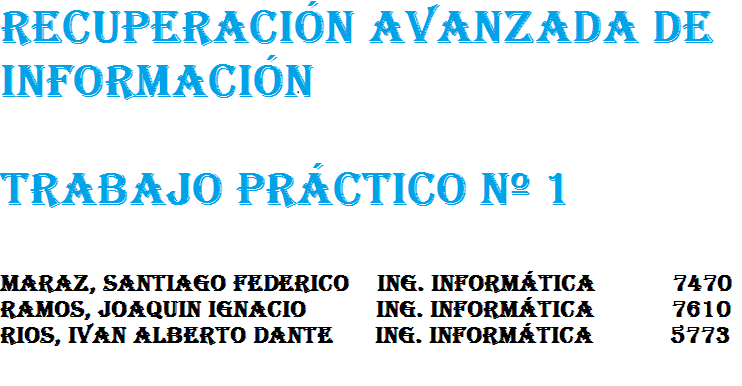 RECUPERACIÓN AVANZADA DE
INFORMACIÓN
TRABAJO PRÁCTICO Nº 1
MARAZ, SANTIAGO FEDERICO ING. INFORMÁTICA 7470
RAMOS, JOAQUIN IGNACIO ING. INFORMÁTICA 7610
RIOS, IVAN ALBERTO DANTE ING. INFORMÁTICA 5773